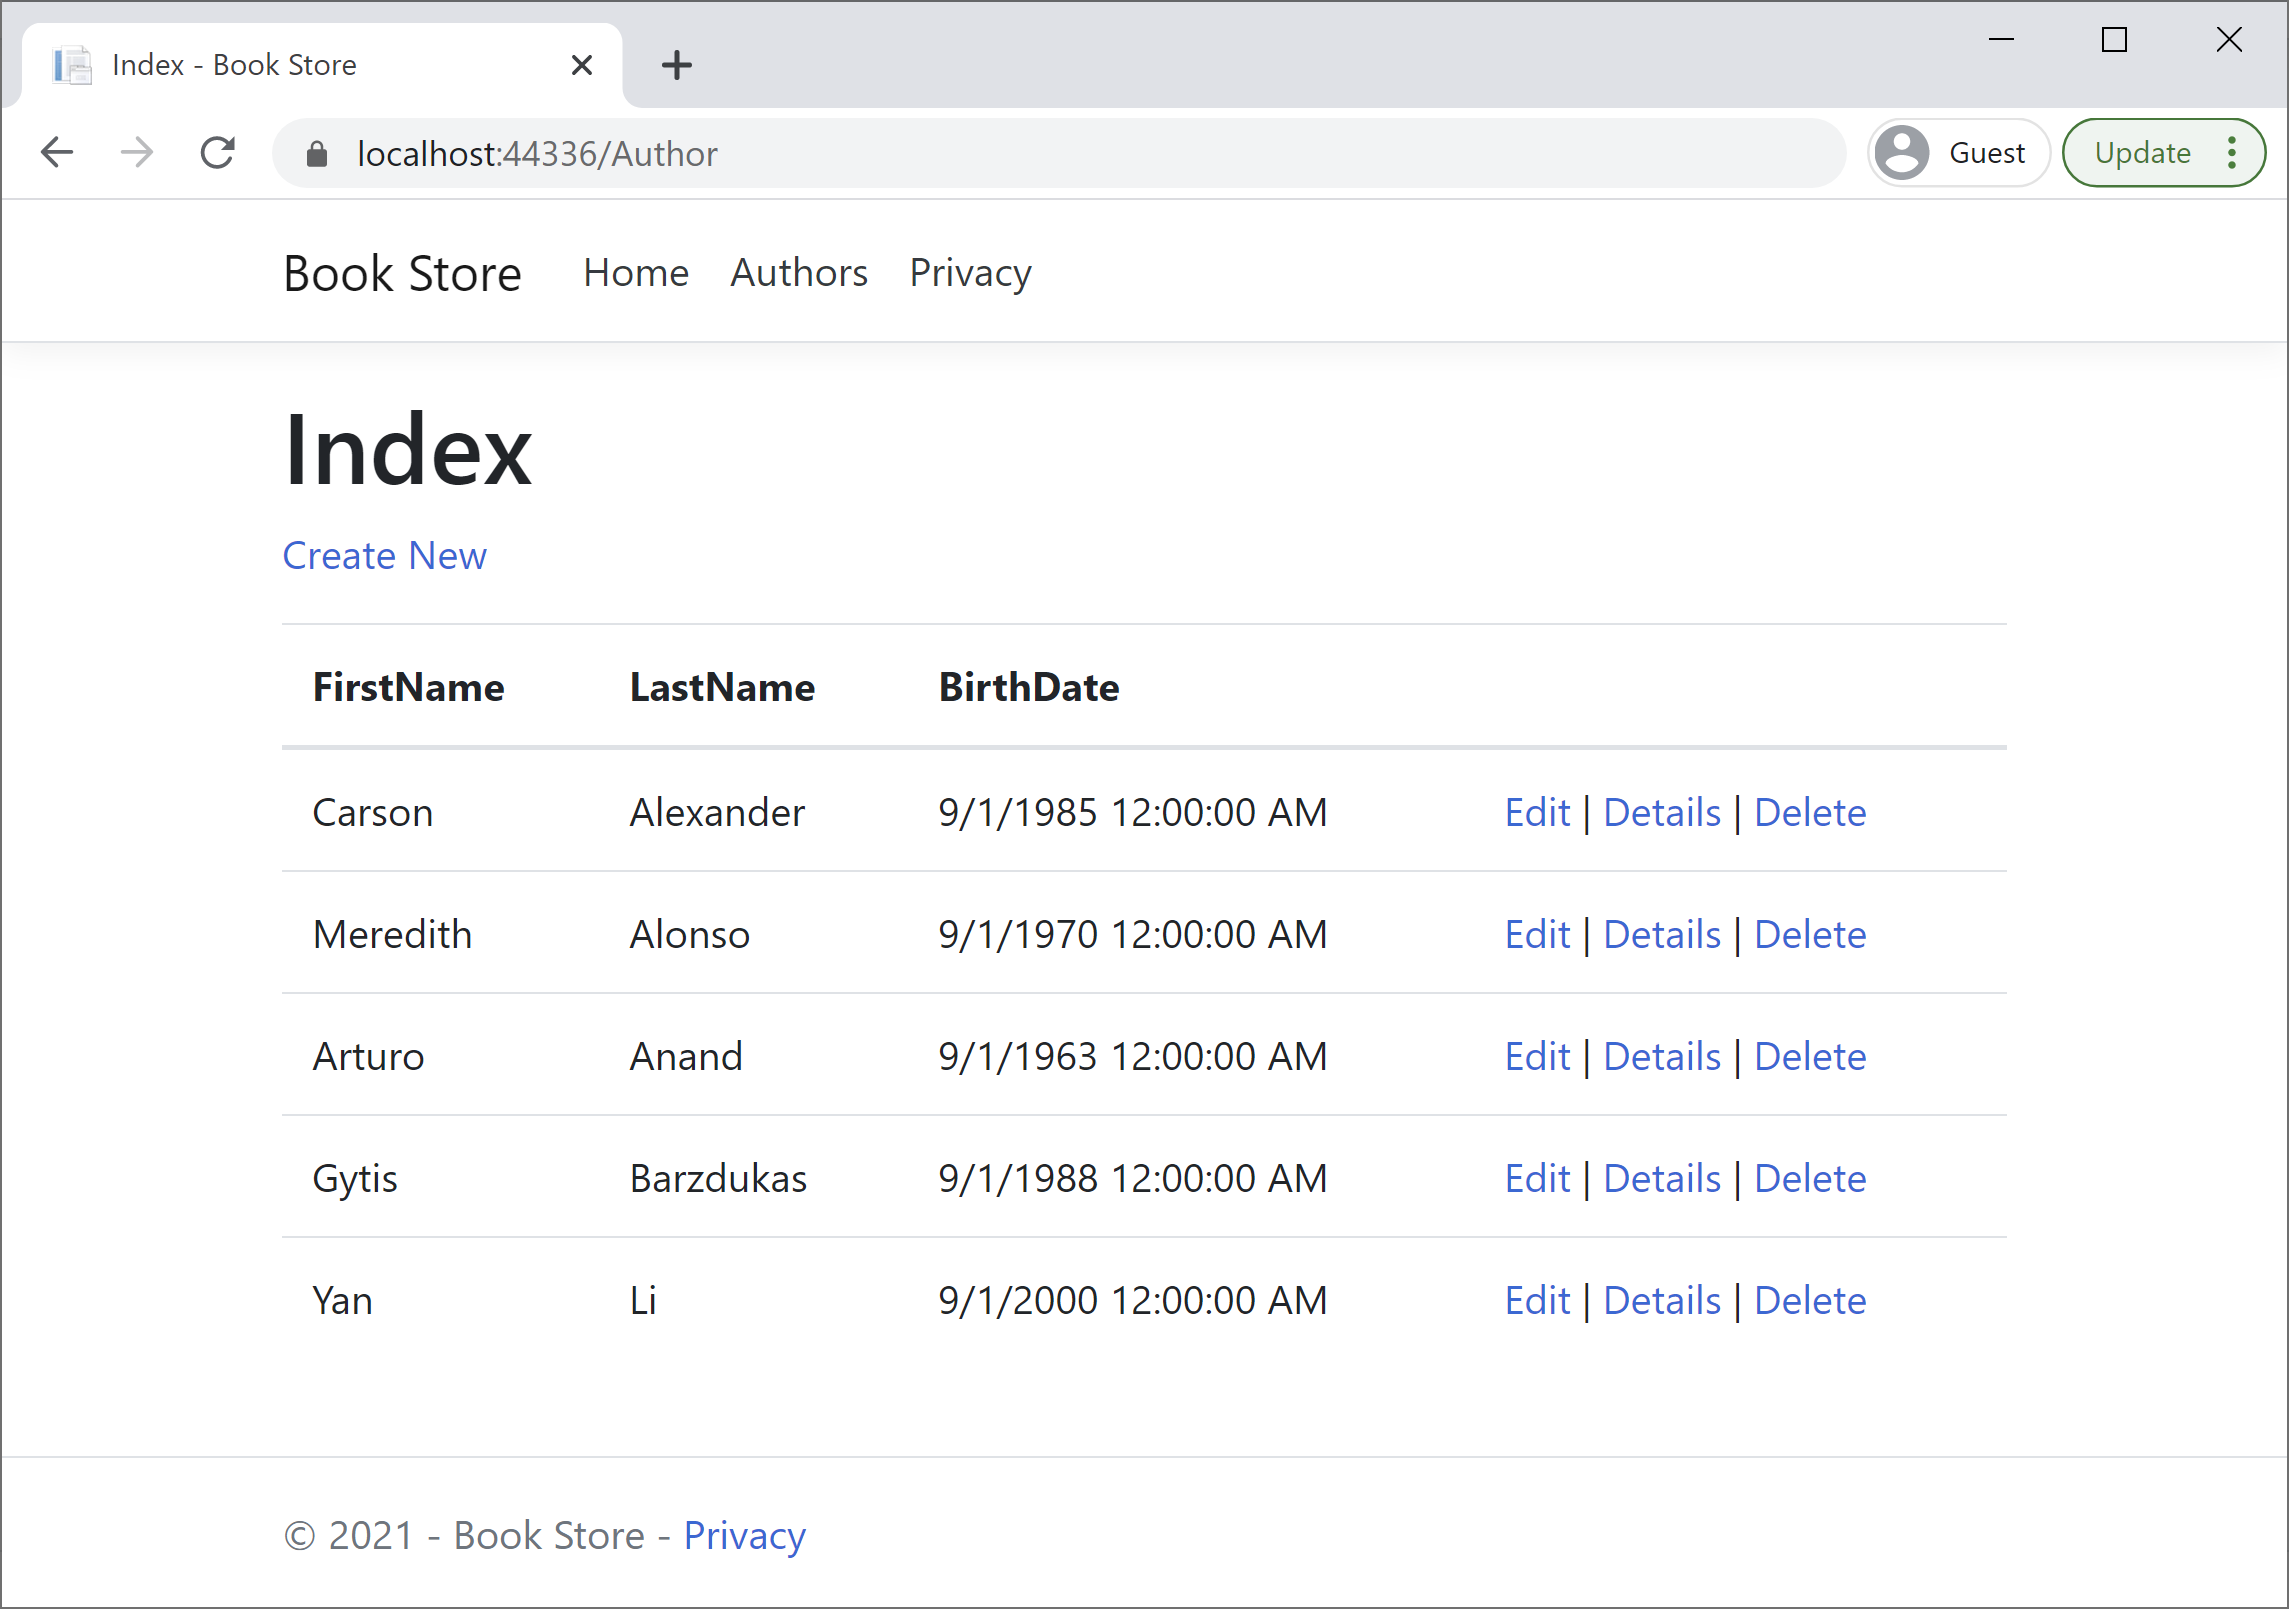 Index - Book Store
localhost:44336/Author
Guest
Update
Book Store Home Authors Privacy
Index
Create New
FirstName LastName BirthDate
Carson Alexander 9/1/1985 12:00:00 AM Edit | Details | Delete
Meredith Alonso 9/1/1970 12:00:00 AM Edit | Details | Delete
Arturo Anand 9/1/1963 12:00:00 AM Edit | Details | Delete
Gytis Barzdukas 9/1/1988 12:00:00 AM Edit | Details | Delete
Yan Li 9/1/2000 12:00:00 AM Edit | Details | Delete
© 2021 - Book Store - Privacy